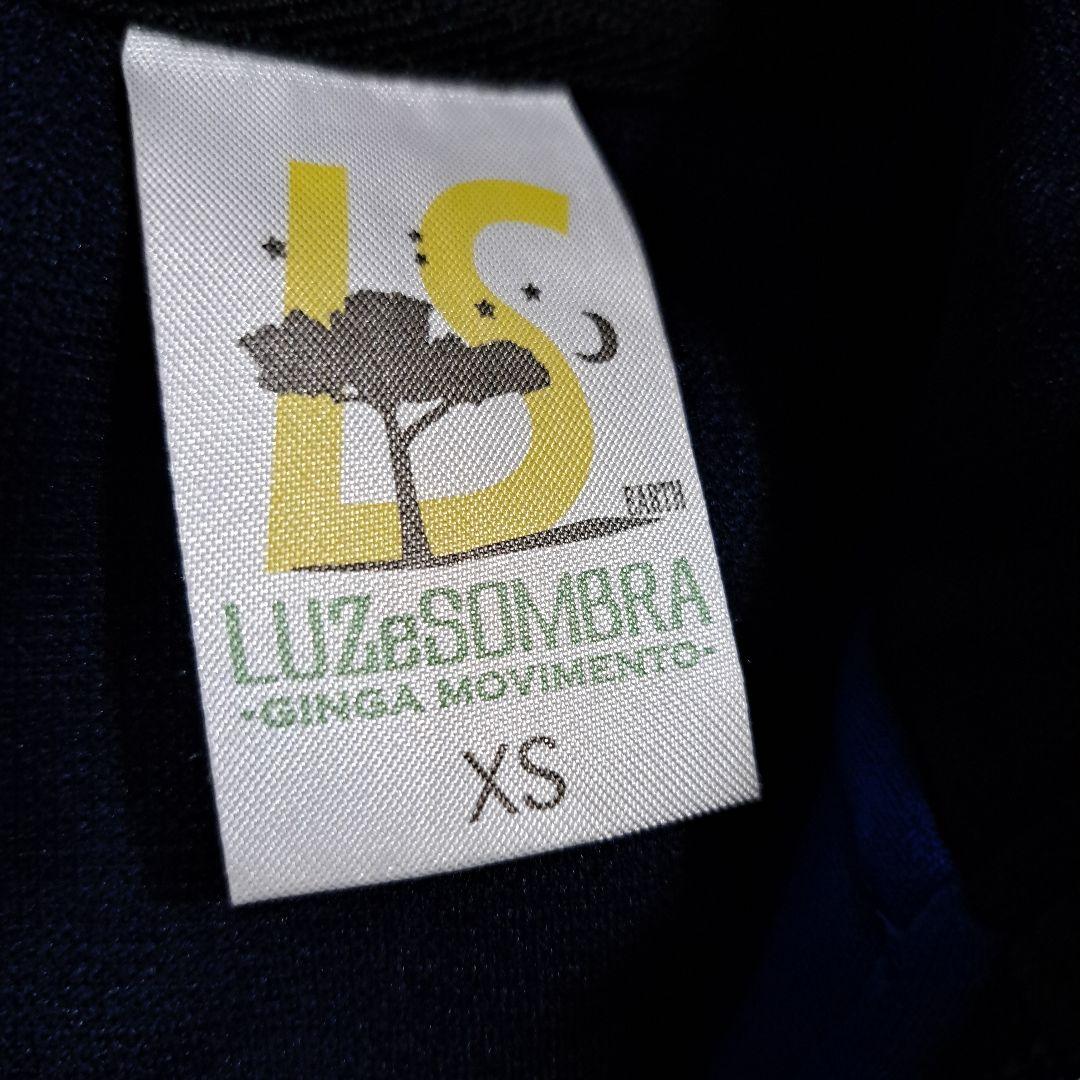 LS
EARTH
LUZeSOMBRA
-GINGA MOVIMENTO-
XS